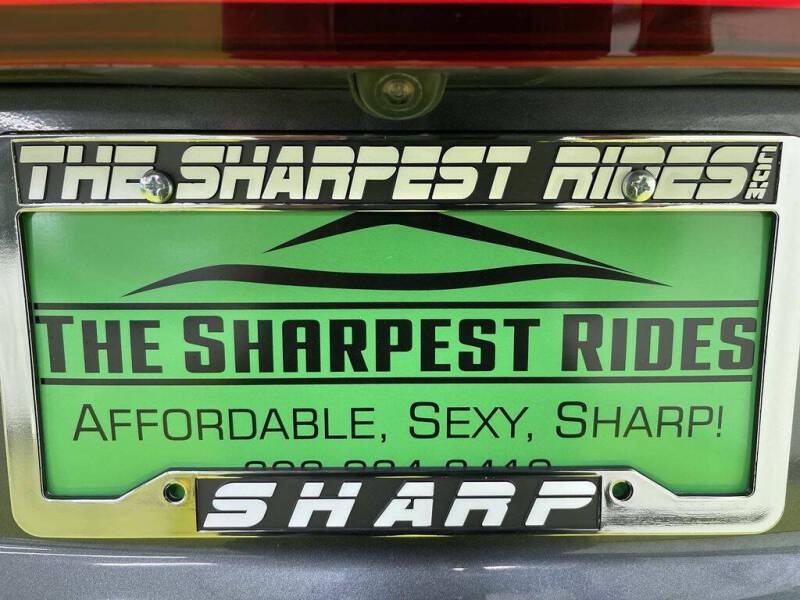 THE SHARPEST RIDES.COM
THE SHARPEST RIDES
AFFORDABLE, SEXY, SHARP!
SHARP